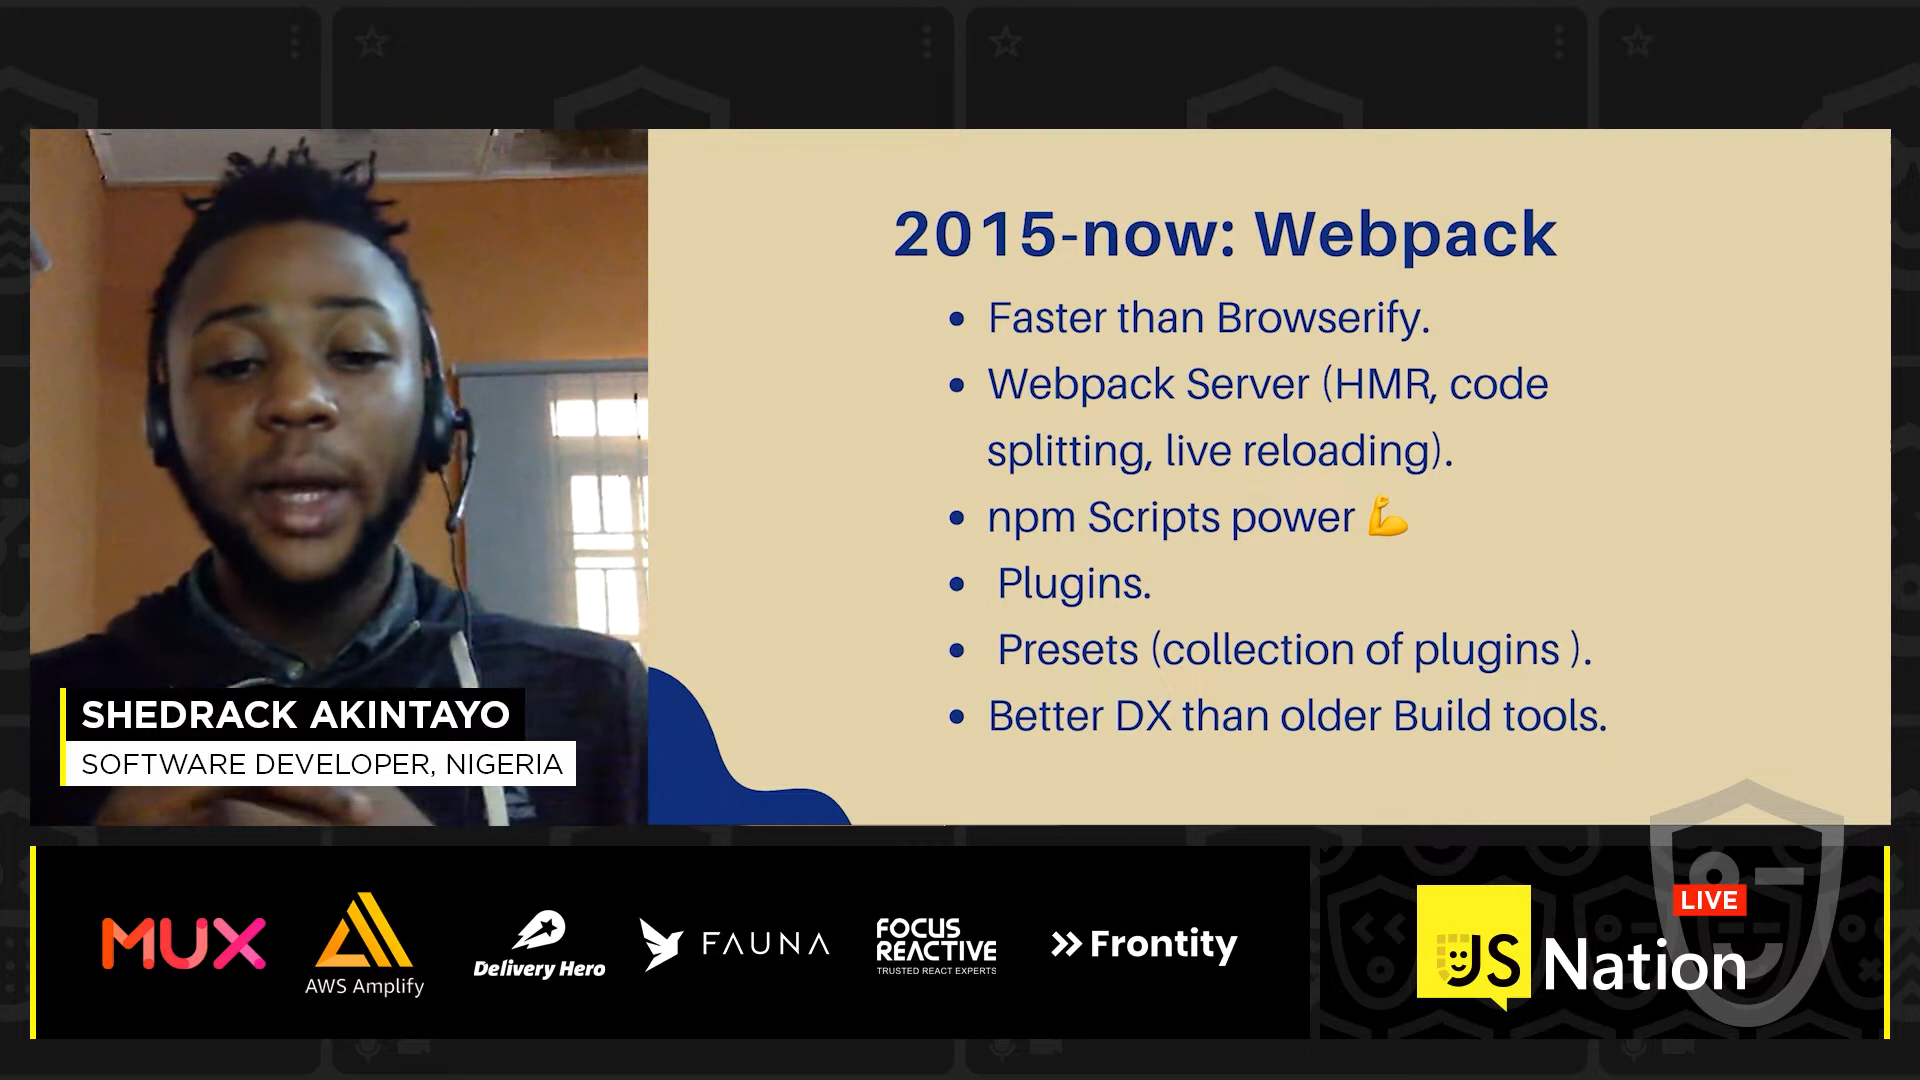 2015-now: Webpack
• Faster than Browserify.
• Webpack Server (HMR, code
splitting, live reloading).
• npm Scripts power 💪
• Plugins.
• Presets (collection of plugins ).
• Better DX than older Build tools.
SHEDRACK AKINTAYO
SOFTWARE DEVELOPER, NIGERIA
MUX
AWS Amplify
Delivery Hero
FAUNA
FOCUS
REACTIVE
TRUSTED REACT EXPERTS
Frontity
LIVE
JS Nation